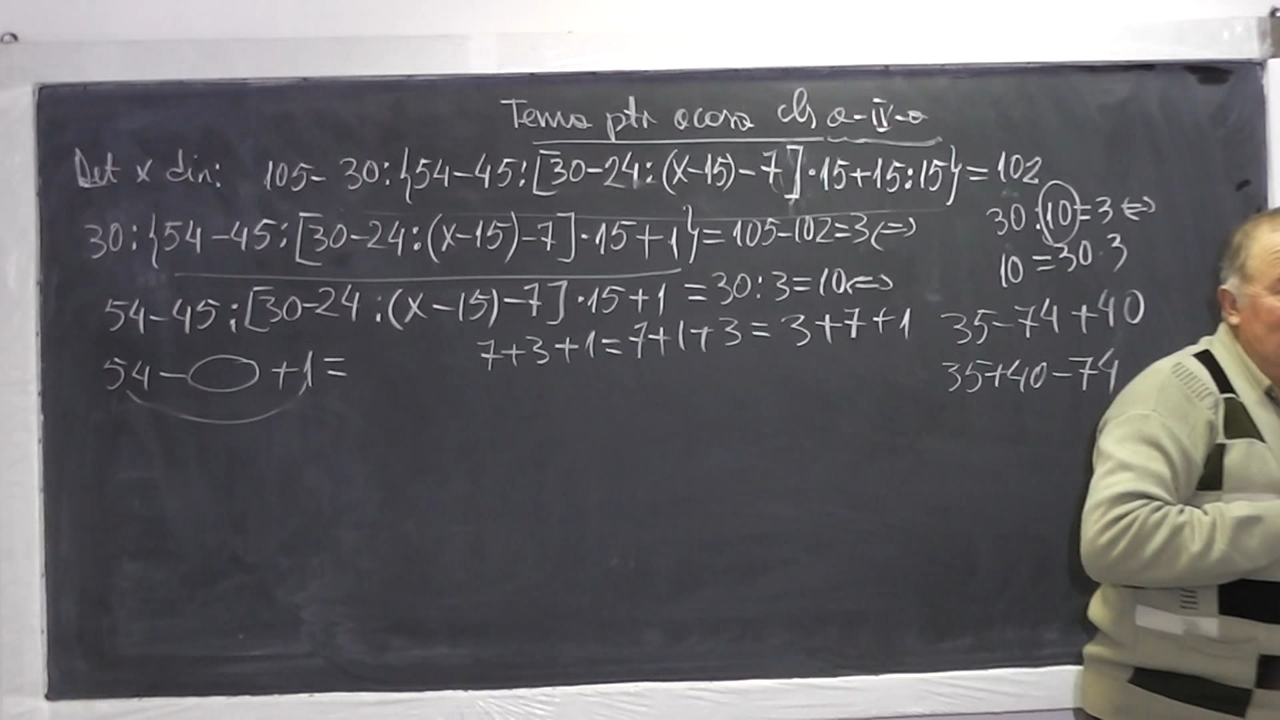 Tema ptr acasa cls a-IV-a
Det x din: 105-30:{54-45:[30-24:(x-15)-7]·15+15:15}=102
30:{54-45:[30-24:(x-15)-7]·15+1}=105-102=3⇔
30:10=3⇔
10=30·3
54-45:[30-24:(x-15)-7]·15+1=30:3=10⇔
7+3+1=7+1+3=3+7+1
35-74+40
54-   +1=
35+40-74